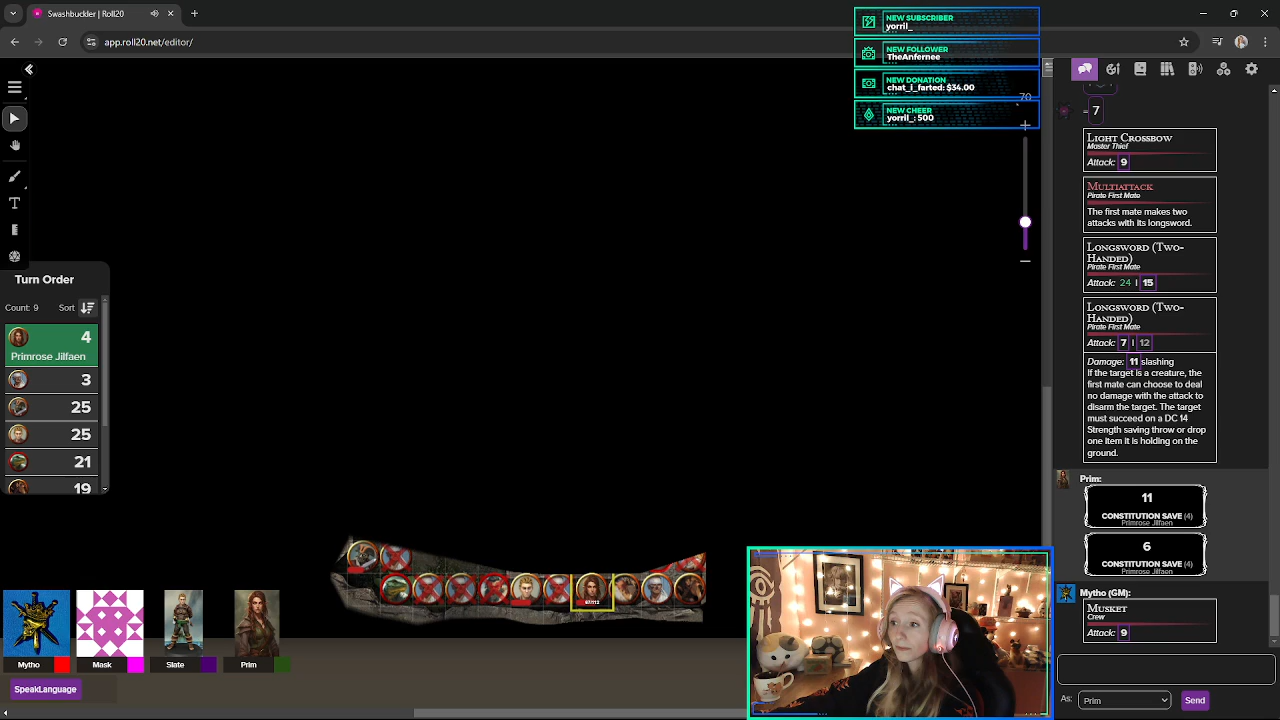 Swash
app.roll20.net/editor/
NEW SUBSCRIBER
yorril_
NEW FOLLOWER
TheAnfernee
NEW DONATION
chat_i_farted: $34.00
NEW CHEER
yorril_: 500
70
Turn Order
Count: 9
Sort
4
Primrose Jilfaen
3
25
25
21
19
67/112
Mytho
Mask
Slate
Prim
SpeakLanguage
7
Light Crossbow
Master Thief
Attack: 9
Multiattack
Pirate First Mate
The first mate makes two
attacks with its longsword.
Longsword (Two-
Handed)
Pirate First Mate
Attack: 24 | 15
Longsword (Two-
Handed)
Pirate First Mate
Attack: 7 | 12
Damage: 11 slashing
If the target is a creature, the
first mate can choose to deal
no damage and attempt to
disarm the target. The target
must succeed on a DC 14
Strength saving throw or drop
one item it is holding on the
ground.
Prim:
11
CONSTITUTION SAVE (4)
Primrose Jilfaen
6
CONSTITUTION SAVE (4)
Primrose Jilfaen
Mytho (GM):
Musket
Crew
Attack: 9
As:
Prim
Send